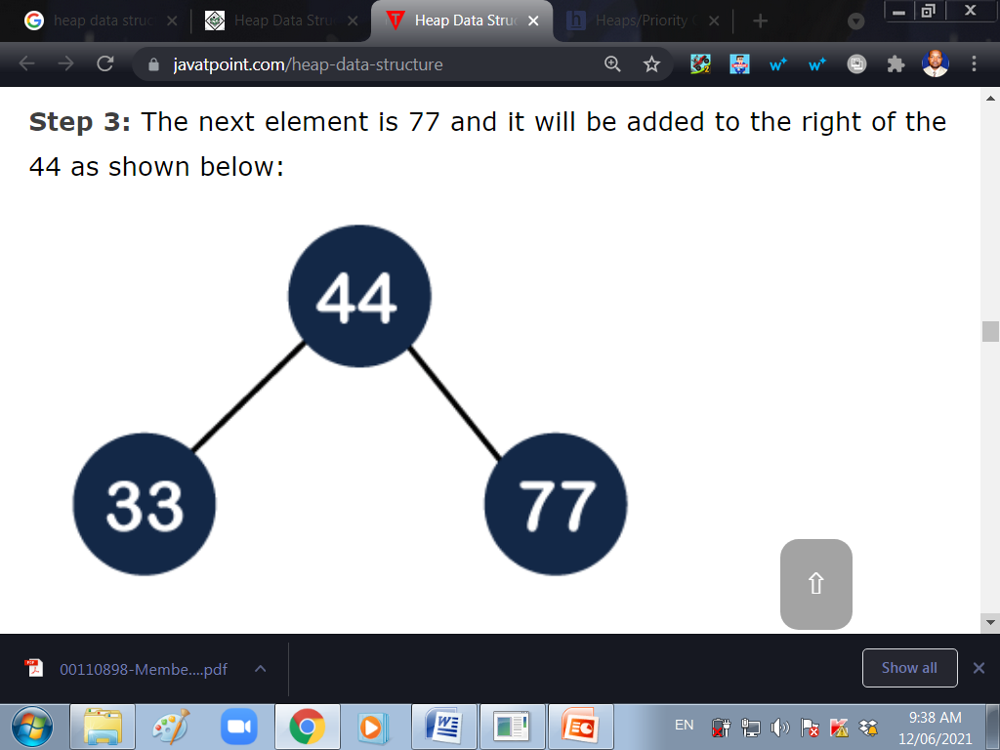 heap data struc
Heap Data Stru
Heap Data Stru
Heaps/Priority
javatpoint.com/heap-data-structure
Step 3: The next element is 77 and it will be added to the right of the
44 as shown below:
44
33
77
00110898-Membe....pdf
Show all
EN
9:38 AM
12/06/2021